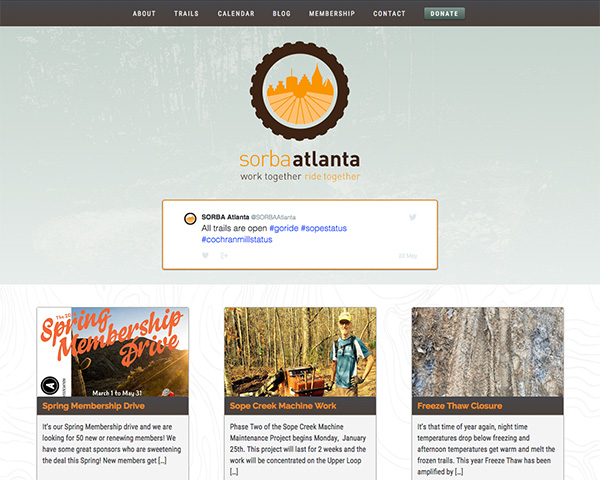 ABOUT TRAILS CALENDAR BLOG MEMBERSHIP CONTACT DONATE
sorbaatlanta
work together ride together
SORBA Atlanta @SORBAAtlanta
All trails are open #goride #sopestatus
#cochranmillstatus
30 May
Spring
Membership
Drive
March 1 to May 31
Spring Membership Drive
It's our Spring Membership drive and we are
looking for 50 new or renewing members! We
have some great sponsors who are sweetening
the deal this Spring! New members get [...]
Sope Creek Machine Work
Phase Two of the Sope Creek Machine
Maintenance Project begins Monday, January
25th. This project will last for 2 weeks and the
work will be concentrated on the Upper Loop
[...]
Freeze Thaw Closure
It's that time of year again, night time
temperatures drop below freezing and
afternoon temperatures get warm and melt the
frozen trails. This year Freeze Thaw has been
amplified by [...]